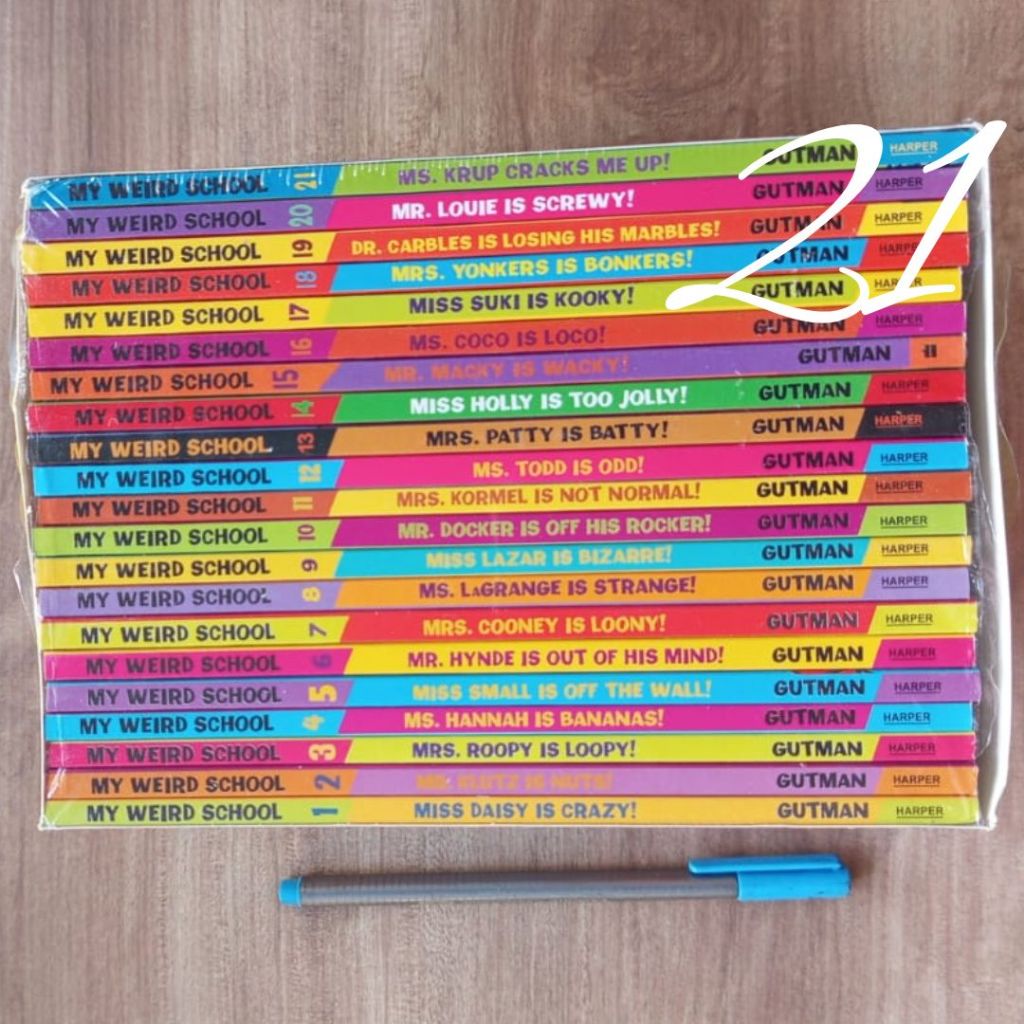 21
MY WEIRD SCHOOL 21 MS. KRUP CRACKS ME UP! GUTMAN HARPER
MY WEIRD SCHOOL 20 MR. LOUIE IS SCREWY! GUTMAN HARPER
MY WEIRD SCHOOL 19 DR. CARBLES IS LOSING HIS MARBLES! GUTMAN HARPER
MY WEIRD SCHOOL 18 MRS. YONKERS IS BONKERS! GUTMAN HARPER
MY WEIRD SCHOOL 17 MISS SUKI IS KOOKY! GUTMAN HARPER
MY WEIRD SCHOOL 16 MS. COCO IS LOCO! GUTMAN HARPER
MY WEIRD SCHOOL 15 MR. MACKY IS WACKY! GUTMAN
MY WEIRD SCHOOL 14 MISS HOLLY IS TOO JOLLY! GUTMAN HARPER
MY WEIRD SCHOOL 13 MRS. PATTY IS BATTY! GUTMAN HARPER
MY WEIRD SCHOOL 12 MS. TODD IS ODD! GUTMAN HARPER
MY WEIRD SCHOOL 11 MRS. KORMEL IS NOT NORMAL! GUTMAN HARPER
MY WEIRD SCHOOL 10 MR. DOCKER IS OFF HIS ROCKER! GUTMAN HARPER
MY WEIRD SCHOOL 9 MISS LAZAR IS BIZARRE! GUTMAN HARPER
MY WEIRD SCHOOL 8 MS. LAGRANGE IS STRANGE! GUTMAN HARPER
MY WEIRD SCHOOL 7 MRS. COONEY IS LOONY! GUTMAN HARPER
MY WEIRD SCHOOL 6 MR. HYNDE IS OUT OF HIS MIND! GUTMAN HARPER
MY WEIRD SCHOOL 5 MISS SMALL IS OFF THE WALL! GUTMAN HARPER
MY WEIRD SCHOOL 4 MS. HANNAH IS BANANAS! GUTMAN HARPER
MY WEIRD SCHOOL 3 MRS. ROOPY IS LOOPY! GUTMAN HARPER
MY WEIRD SCHOOL 2 MR. KLUTZ IS NUTS! GUTMAN HARPER
MY WEIRD SCHOOL 1 MISS DAISY IS CRAZY! GUTMAN HARPER